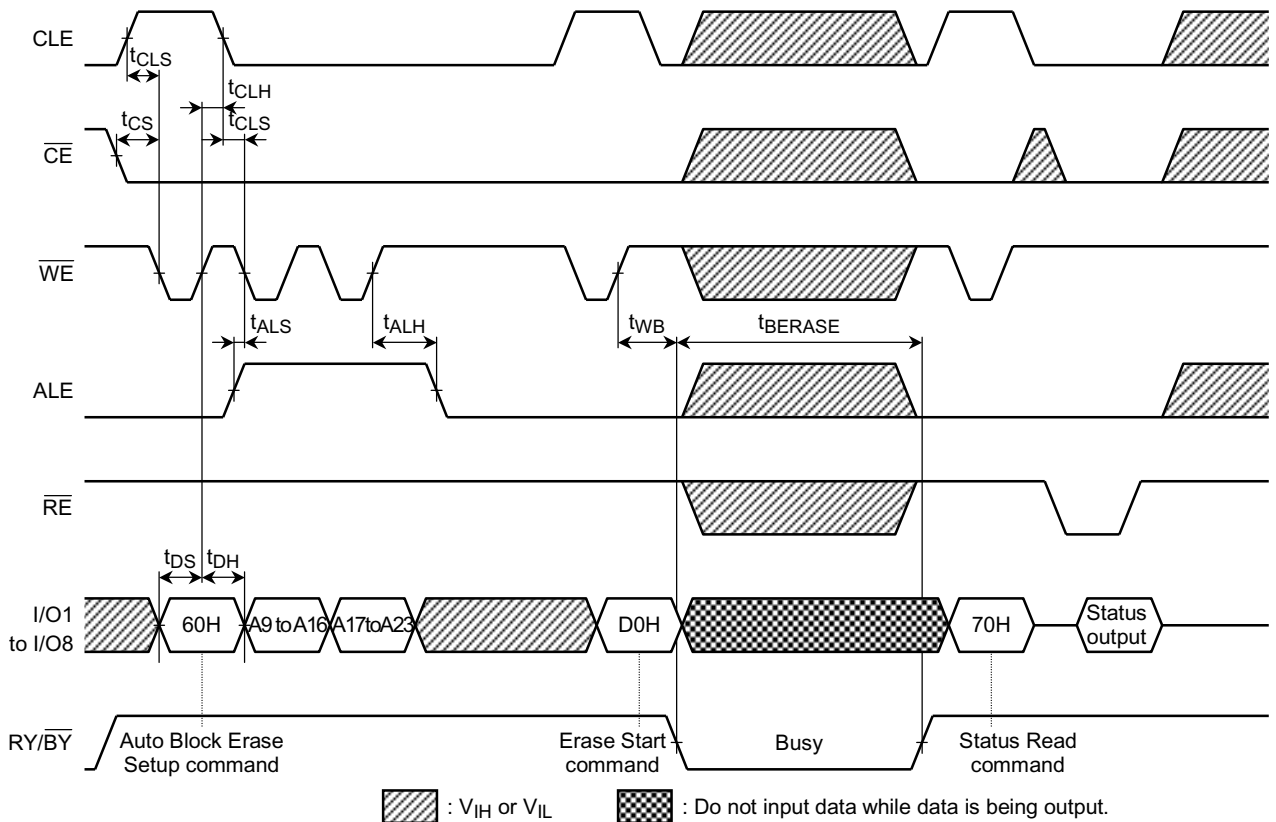 CLE
tCLS
tCLH
tCS
tCLS
CE
WE
tALS
tALH
tWB
tBERASE
ALE
RE
tDS
tDH
I/O1
to I/O8
60H
A9 to A16
A17 to A23
D0H
70H
Status
output
RY/BY
Auto Block Erase
Setup command
Erase Start
command
Busy
Status Read
command
: VIH or VIL
: Do not input data while data is being output.